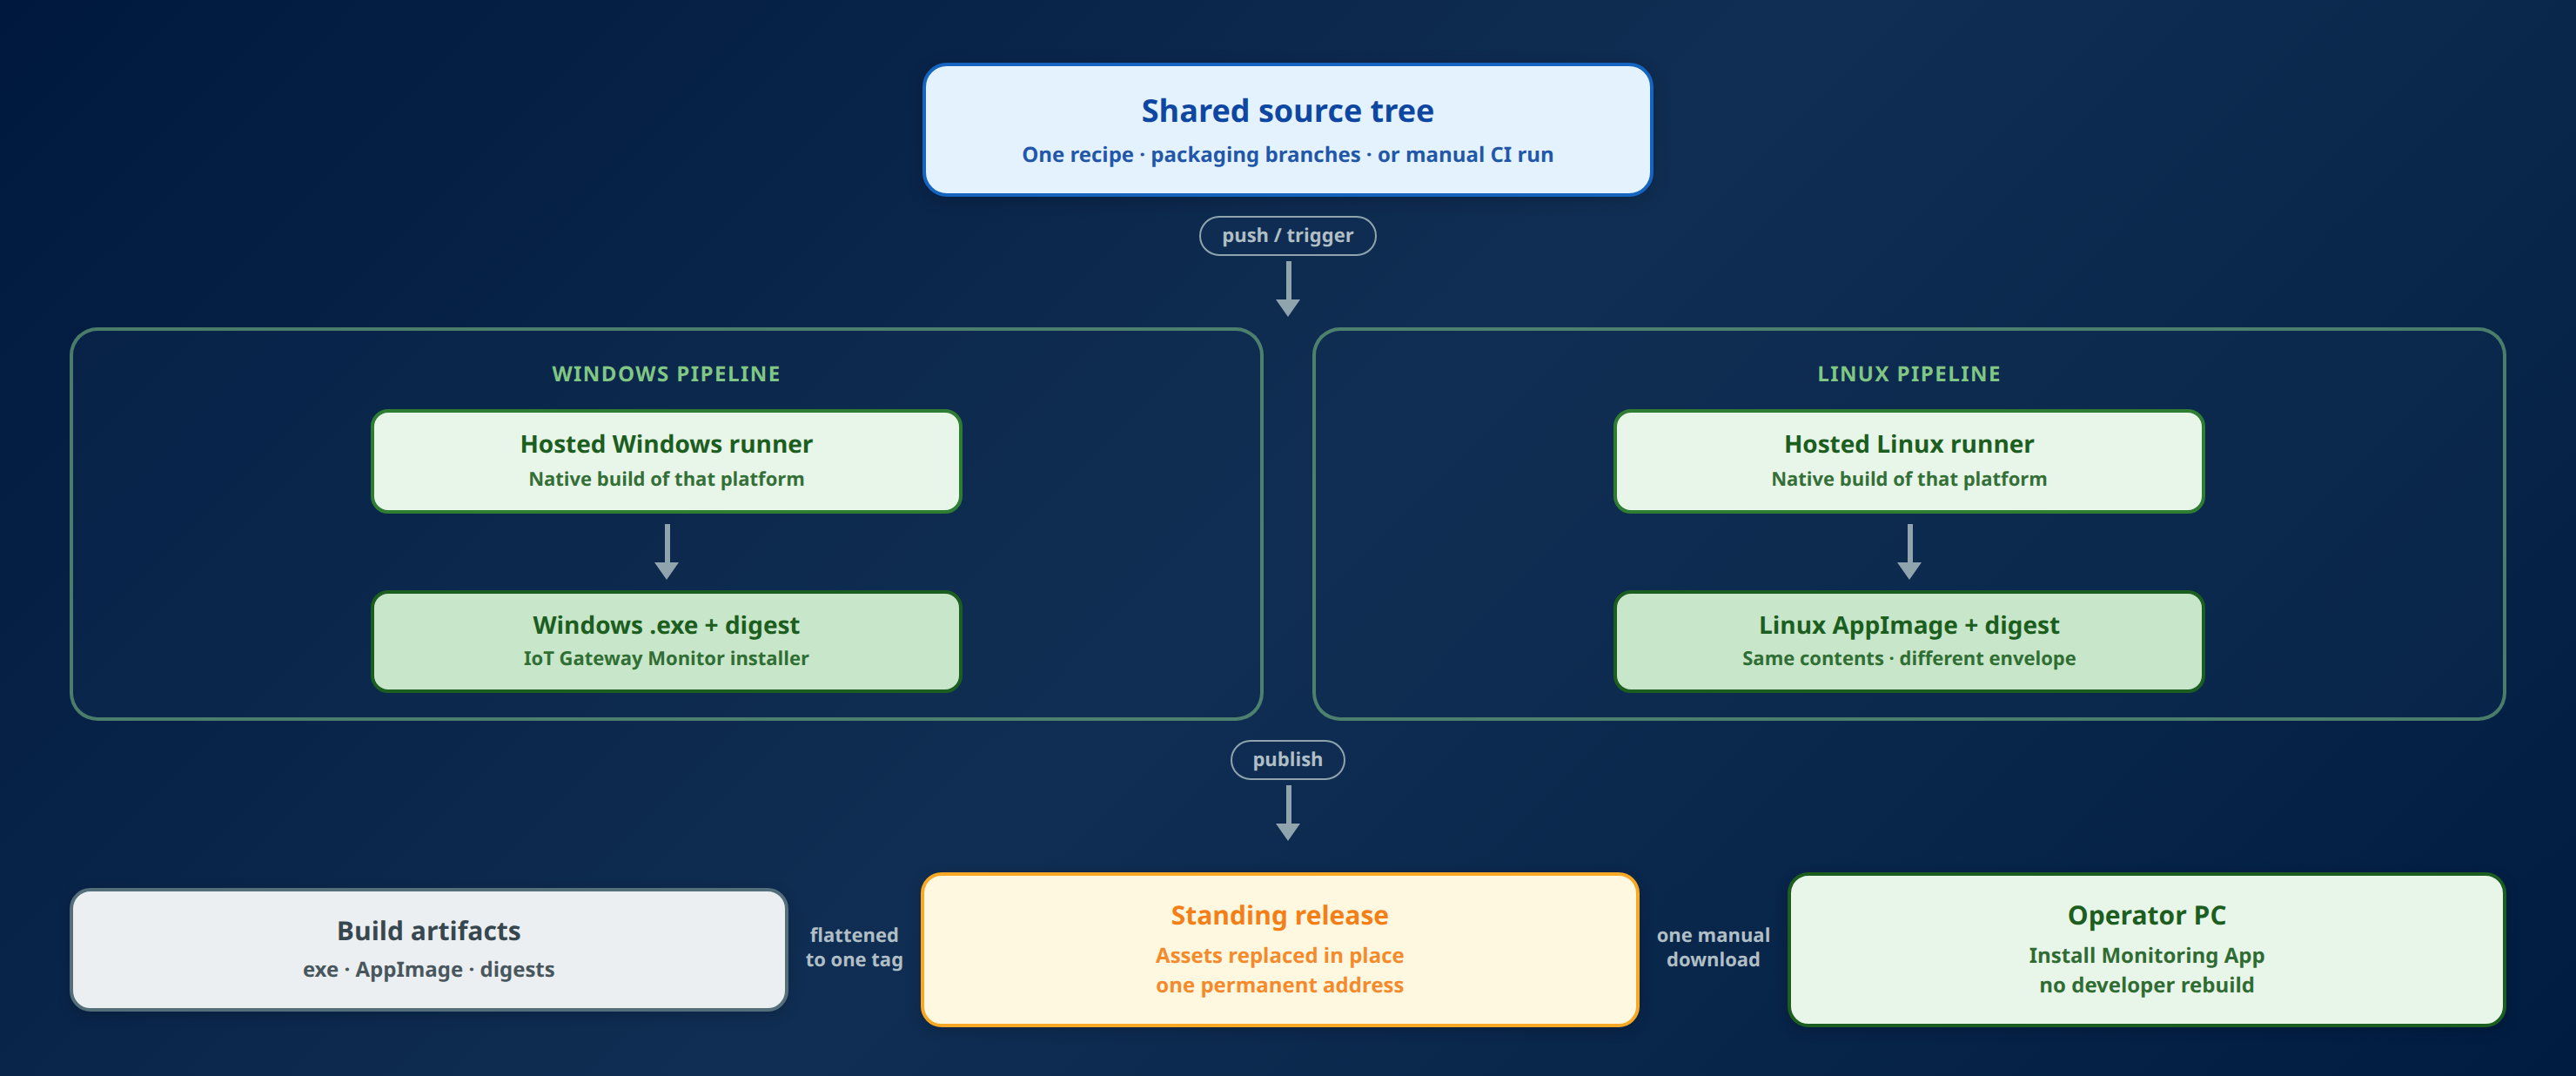 Shared source tree
One recipe · packaging branches · or manual CI run
push / trigger
WINDOWS PIPELINE
Hosted Windows runner
Native build of that platform
Windows .exe + digest
IoT Gateway Monitor installer
LINUX PIPELINE
Hosted Linux runner
Native build of that platform
Linux AppImage + digest
Same contents · different envelope
publish
Build artifacts
exe · AppImage · digests
flattened
to one tag
Standing release
Assets replaced in place
one permanent address
one manual
download
Operator PC
Install Monitoring App
no developer rebuild